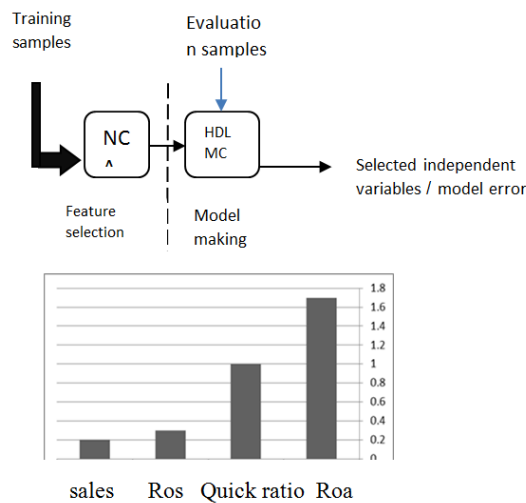 Training
samples
Evaluatio
n samples
NC
^
HDL
MC
Selected independent
variables / model error
Feature
selection
Model
making
1.8
1.6
1.4
1.2
1
0.8
0.6
0.4
0.2
0
sales Ros Quick ratio Roa